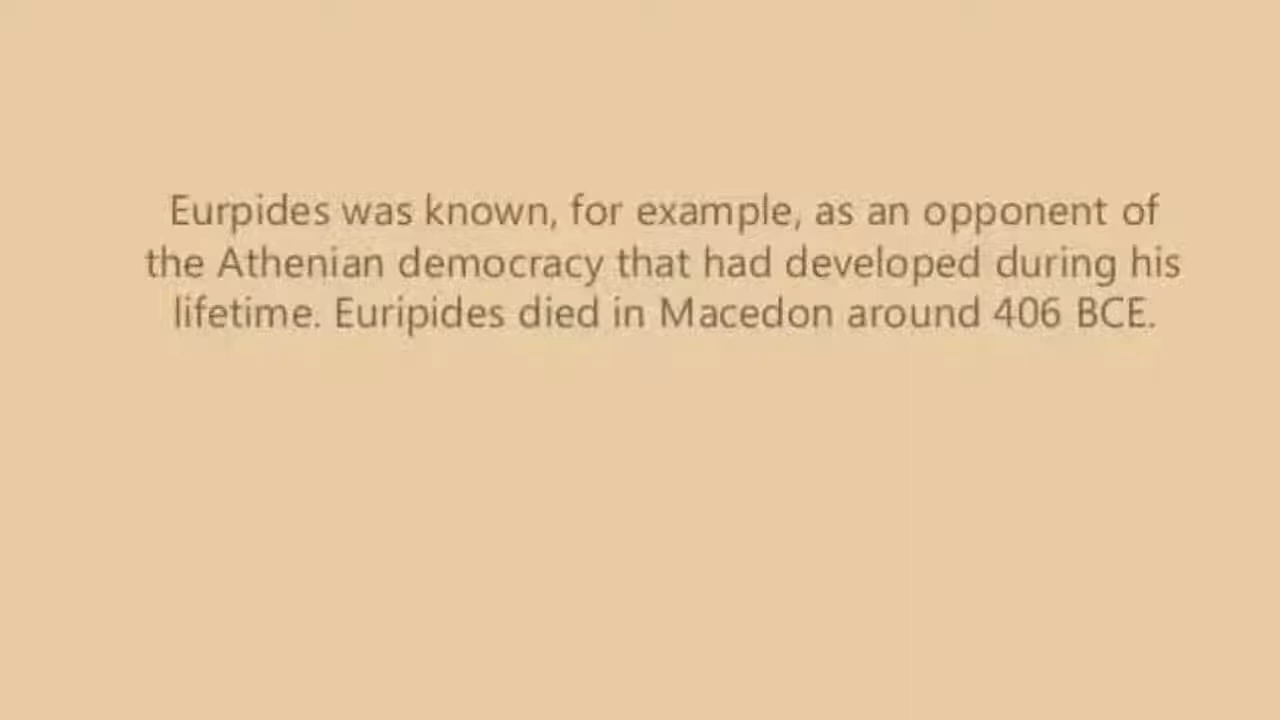 Eurpides was known, for example, as an opponent of
the Athenian democracy that had developed during his
lifetime. Euripides died in Macedon around 406 BCE.